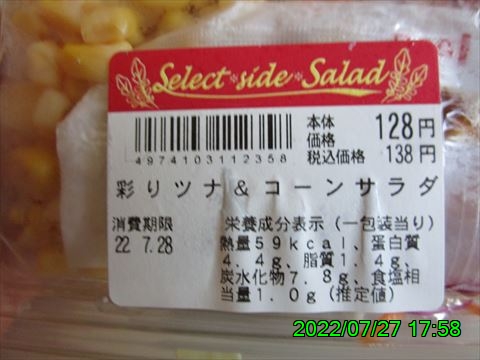 Select side Salad
本体価格 128円
税込価格 138円
4974103112358
彩りツナ&コーンサラダ
消費期限
22.7.28
栄養成分表示(一包装当り)
熱量59kcal、蛋白質
4.4g、脂質1.4g、
炭水化物7.8g、食塩相
当量1.0g(推定値)
2022/07/27 17:58